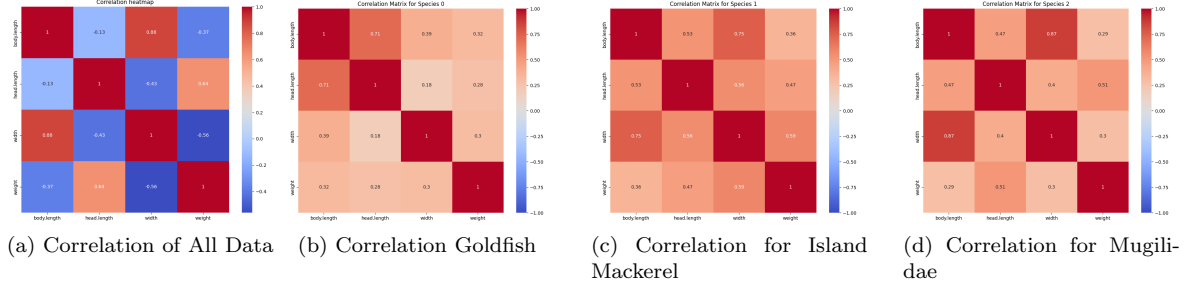 Correlation heatmap
body.length
head.length
width
weight
1
-0.13
0.88
-0.37
-0.13
1
-0.43
0.64
0.88
-0.43
1
-0.56
-0.37
0.64
-0.56
1
body.length
head.length
width
weight
1.0
0.8
0.6
0.4
0.2
0.0
-0.2
-0.4
(a) Correlation of All Data
Correlation Matrix for Species 0
body.length
head.length
width
weight
1
0.71
0.39
0.32
0.71
1
0.18
0.28
0.39
0.18
1
0.3
0.32
0.28
0.3
1
body.length
head.length
width
weight
1.00
0.75
0.50
0.25
0.00
-0.25
-0.50
-0.75
-1.00
(b) Correlation Goldfish
Correlation Matrix for Species 1
body.length
head.length
width
weight
1
0.53
0.75
0.36
0.53
1
0.56
0.47
0.75
0.56
1
0.36
0.47
1
body.length
head.length
width
weight
1.00
0.75
0.50
0.25
0.00
-0.25
-0.50
-0.75
-1.00
(c) Correlation for Island
Mackerel
Correlation Matrix for Species 2
body.length
head.length
width
weight
1
0.47
0.87
0.29
0.47
1
0.4
0.51
0.87
0.4
1
0.3
0.29
0.51
0.3
1
body.length
head.length
width
weight
1.00
0.75
0.50
0.25
0.00
-0.25
-0.50
-0.75
-1.00
(d) Correlation for Mugili-
dae